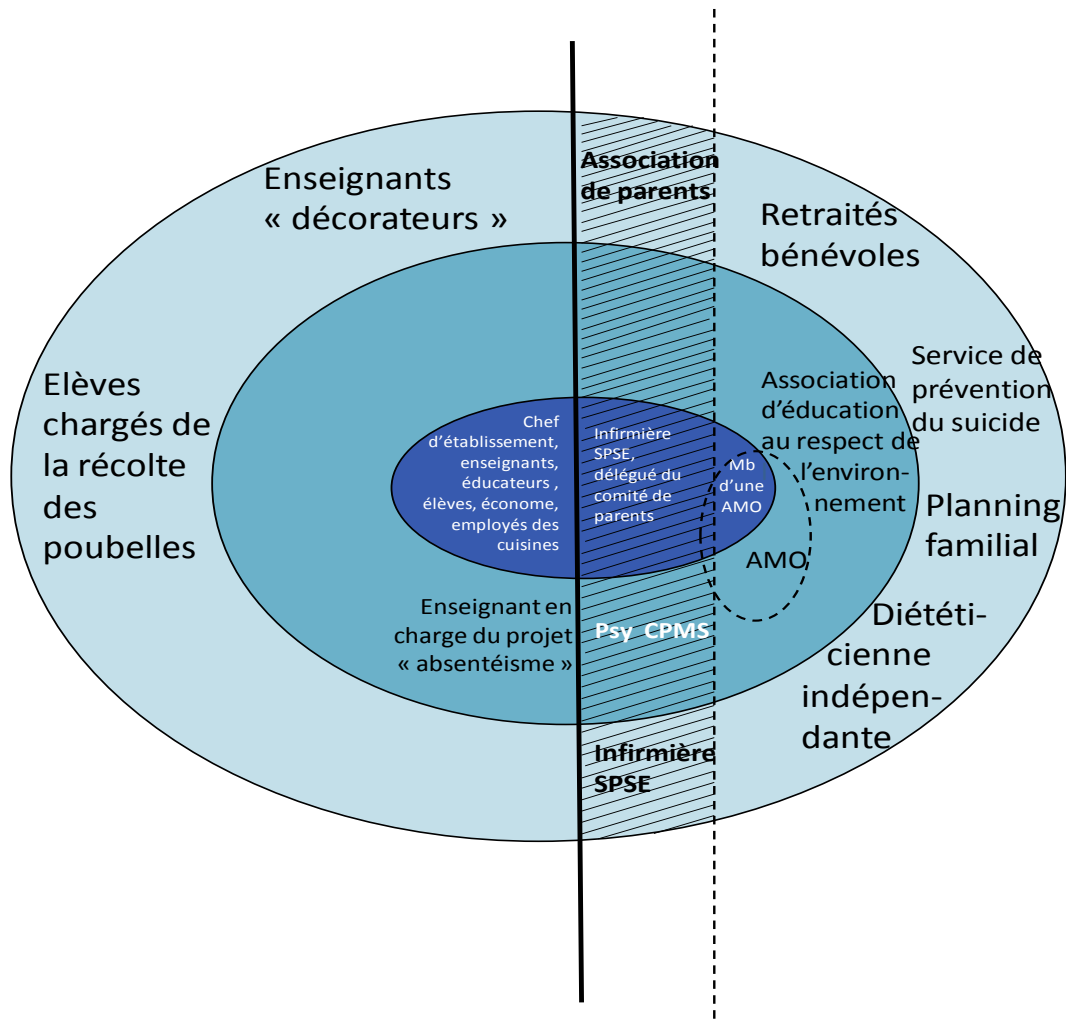 Association
de parents
Enseignants
« décorateurs »
Retraités
bénévoles
Service de
prévention
du suicide
Elèves
chargés de
la récolte
des
poubelles
Association
d’éducation
au respect de
l’environ-
nement
Chef
d’établissement,
enseignants,
éducateurs ,
élèves, économe,
employés des
cuisines
Infirmière
SPSE,
délégué du
comité de
parents
Mb
d’une
AMO
AMO
Planning
familial
Enseignant en
charge du projet
« absentéisme »
Psy CPMS
Diététi-
cienne
indépen-
dante
Infirmière
SPSE